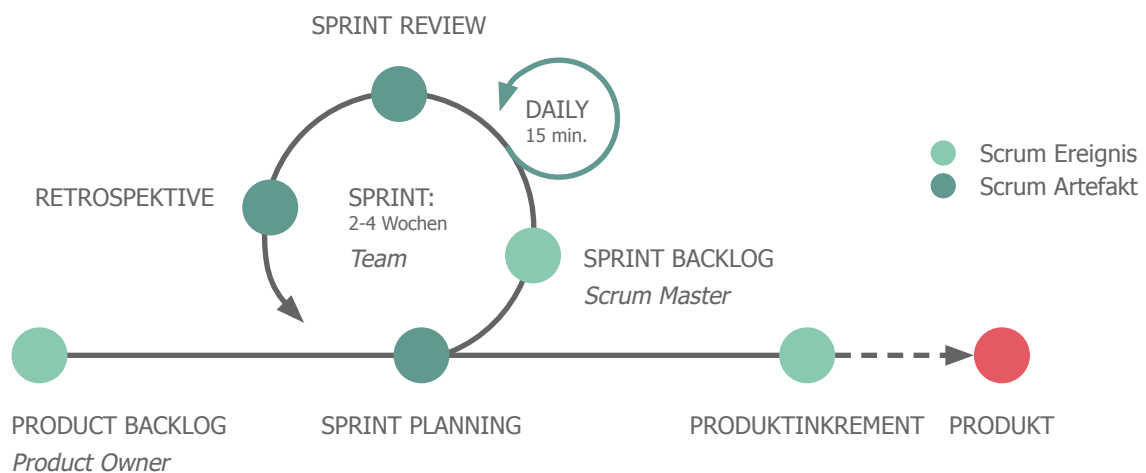 SPRINT REVIEW
DAILY
15 min.
Scrum Ereignis
Scrum Artefakt
RETROSPEKTIVE
SPRINT:
2-4 Wochen
Team
SPRINT BACKLOG
Scrum Master
PRODUCT BACKLOG
Product Owner
SPRINT PLANNING
PRODUKTINKREMENT
PRODUKT